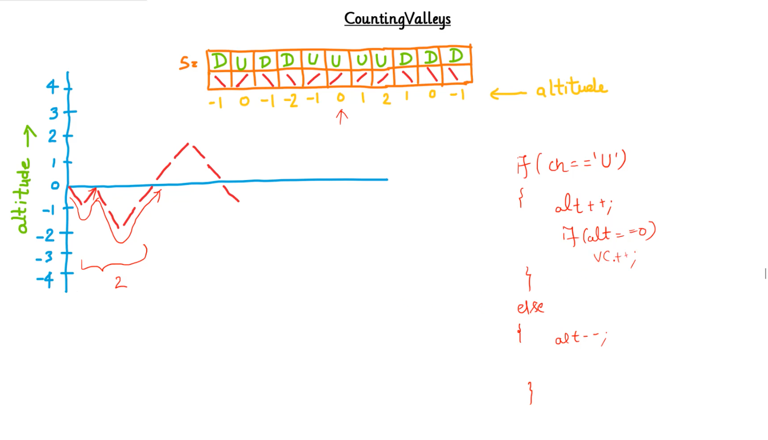 CountingValleys
S= D U D D U U U U D D D
-1 0 -1 -2 -1 0 1 2 1 0 -1 ← altitude
altitude →
4
3
2
1
0
-1
-2
-3
-4
2
if(ch=='U')
{ alt++;
if(alt==0)
vc++;
}
else
{ alt--;
}